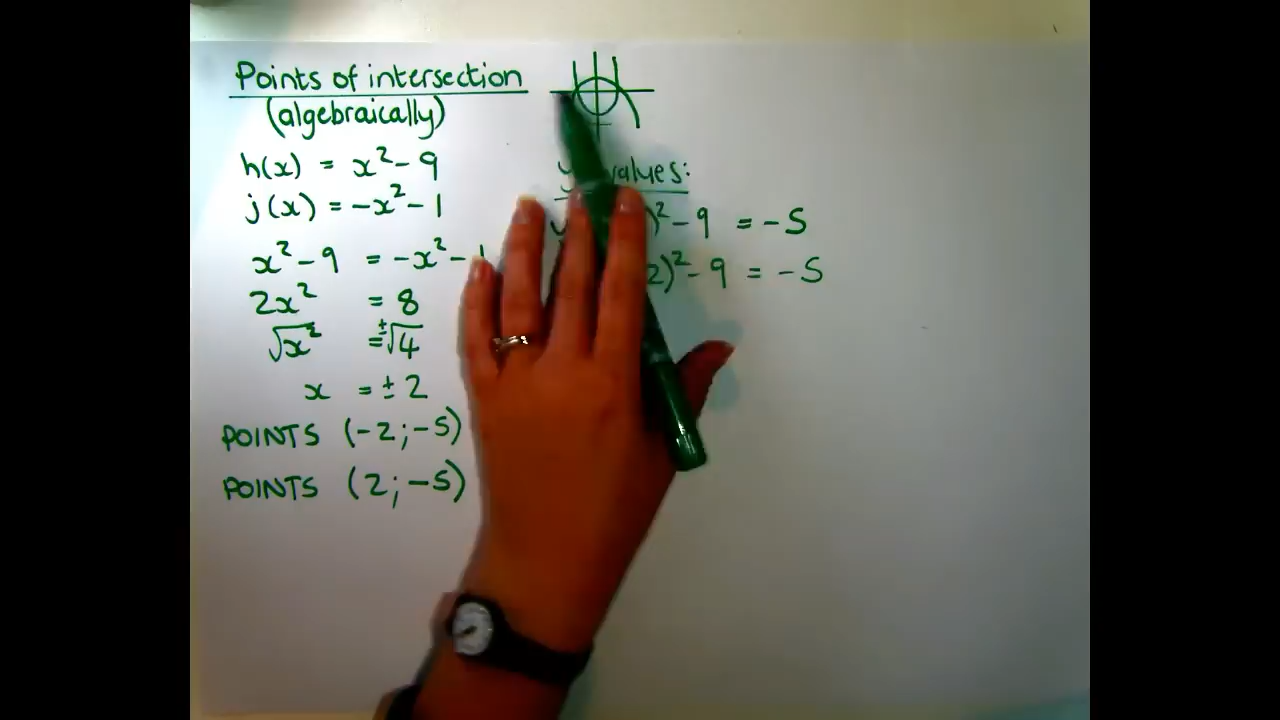 Points of intersection
(algebraically)
h(x) = x² - 9
j(x) = -x² - 1
x² - 9 = -x² - 1
2x² = 8
√x² = ±√4
x = ± 2
POINTS (-2; -5)
POINTS (2; -5)
values:
)² - 9 = -5
2)² - 9 = -5